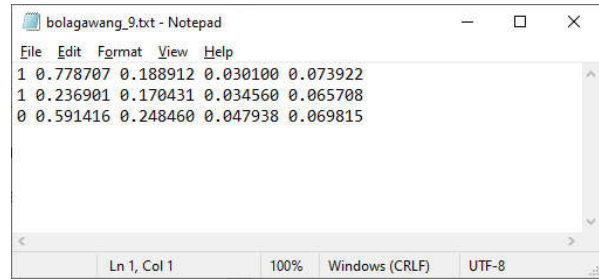 bolagawang_9.txt - Notepad
File Edit Format View Help
1 0.778707 0.188912 0.030100 0.073922
1 0.236901 0.170431 0.034560 0.065708
0 0.591416 0.248460 0.047938 0.069815
Ln 1, Col 1 100% Windows (CRLF) UTF-8